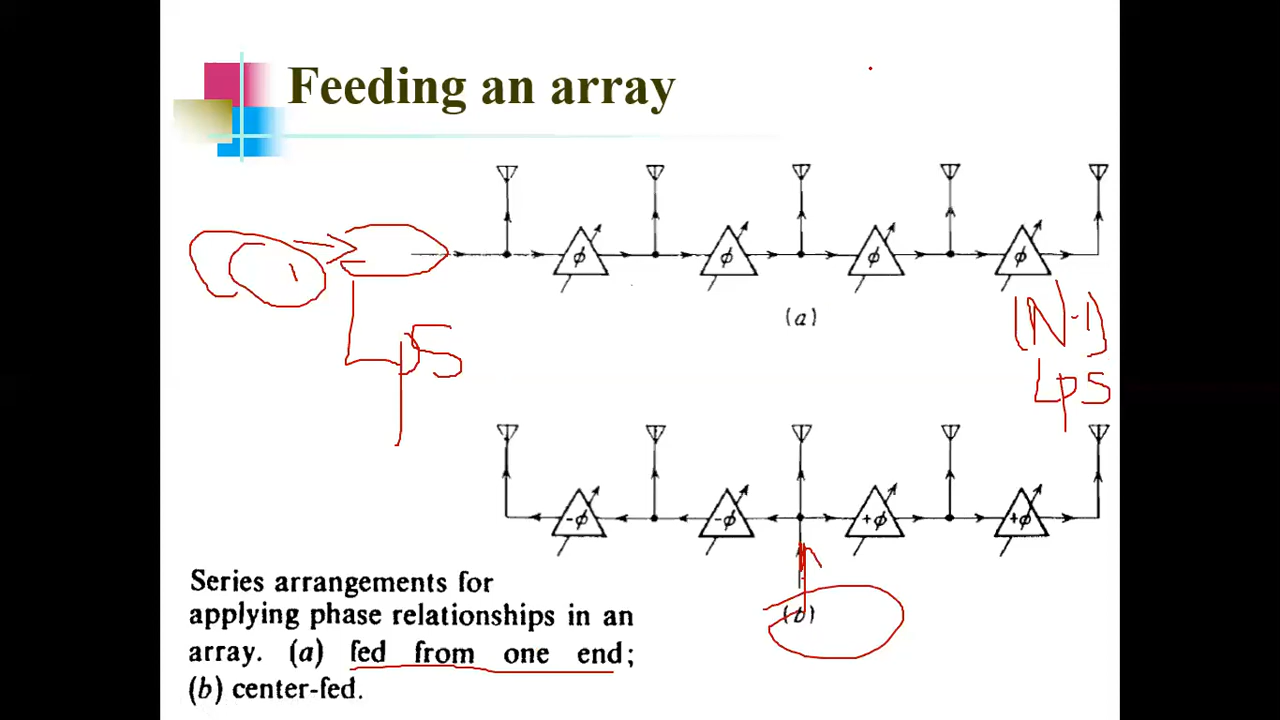 Feeding an array
ϕ ϕ ϕ ϕ
(a)
(N-1)
LPS
LPS
-ϕ -ϕ +ϕ +ϕ
(b)
Series arrangements for
applying phase relationships in an
array. (a) fed from one end;
(b) center-fed.